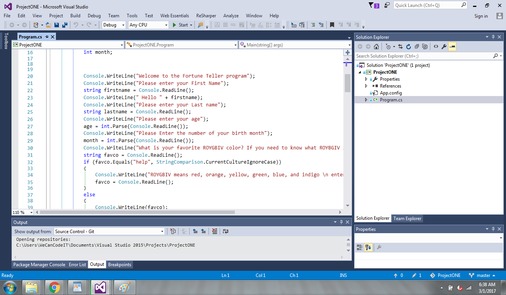 ProjectONE - Microsoft Visual Studio
Quick Launch (Ctrl+Q)
File Edit View Project Build Debug Team Tools Test Web Essentials ReSharper Analyze Window Help
Sign in
Debug Any CPU Start
Program.cs
ProjectONE ProjectONE.Program Main(string[] args)
16 int month;
17
18
19
20 Console.WriteLine("Welcome to the Fortune Teller program");
21 Console.WriteLine("Please enter your First Name");
22 string firstname = Console.ReadLine();
23 Console.WriteLine(" Hello " + firstname);
24 Console.WriteLine("Please enter your Last name");
25 string lastname = Console.ReadLine();
26 Console.WriteLine("Please enter your age");
27 age = int.Parse(Console.ReadLine());
28 Console.WriteLine("Please Enter the number of your birth month");
29 month = int.Parse(Console.ReadLine());
30 Console.WriteLine("What is your favorite ROYGBIV color? If you need to know what ROYBGIV
31 string favco = Console.ReadLine();
32 if (favco.Equals("help", StringComparison.CurrentCultureIgnoreCase))
33 {
34 Console.WriteLine("ROYGBIV means red, orange, yellow, green, blue, and indigo \n ente
35 favco = Console.ReadLine();
36 }
37 else
38 {
39 Console.WriteLine(favco);
Solution Explorer
Search Solution Explorer (Ctrl+;)
Solution 'ProjectONE' (1 project)
ProjectONE
Properties
References
App.config
Program.cs
Solution Explorer Team Explorer
Properties
Output
Show output from: Source Control - Git
Opening repositories:
C:\Users\WeCanCodeIT\Documents\Visual Studio 2015\Projects\ProjectONE
Package Manager Console Error List Output Breakpoints
Ready Ln 1 Col 1 Ch 1 INS 0 1 ProjectONE master
6:38 AM
3/5/2017